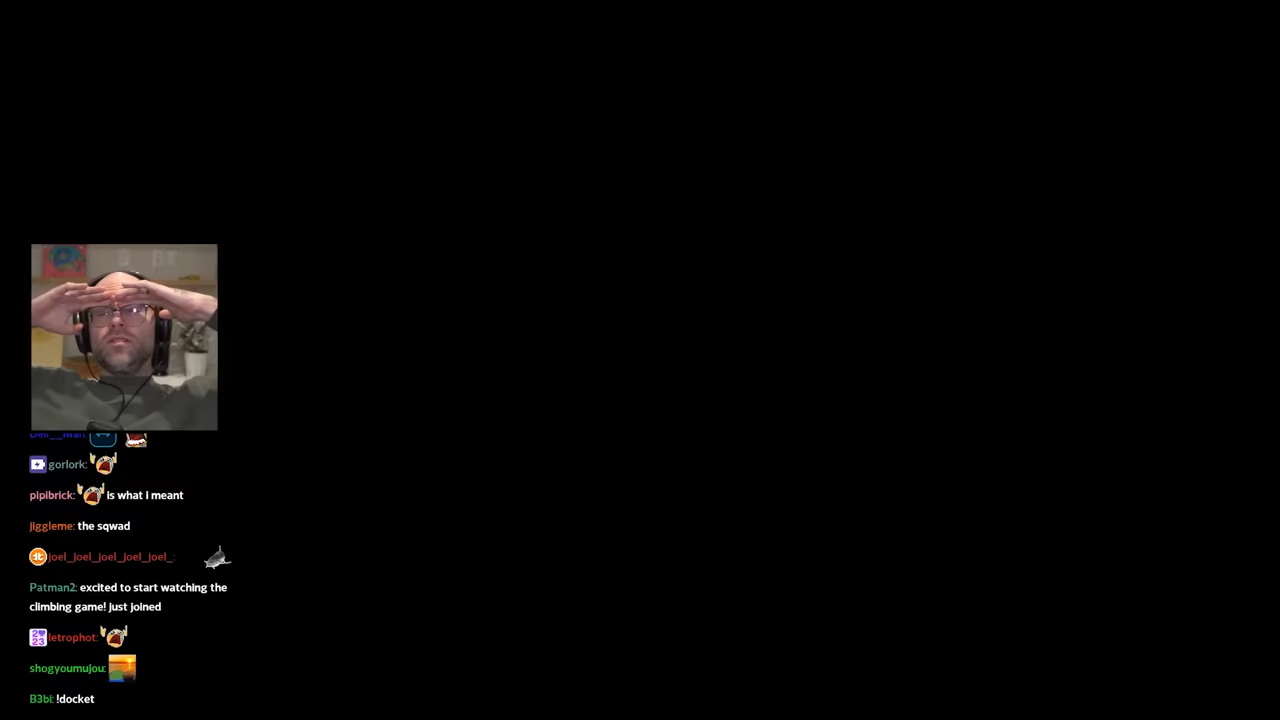 gorlork:
pipibrick: is what i meant
jiggleme: the sqwad
joel_joel_joel_joel_joel_:
Patman2: excited to start watching the
climbing game! just joined
letrophot:
shogyoumujou:
B3bi: !docket